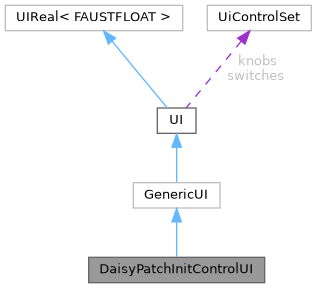 UIReal< FAUSTFLOAT >
UiControlSet
knobs
switches
UI
GenericUI
DaisyPatchInitControlUI